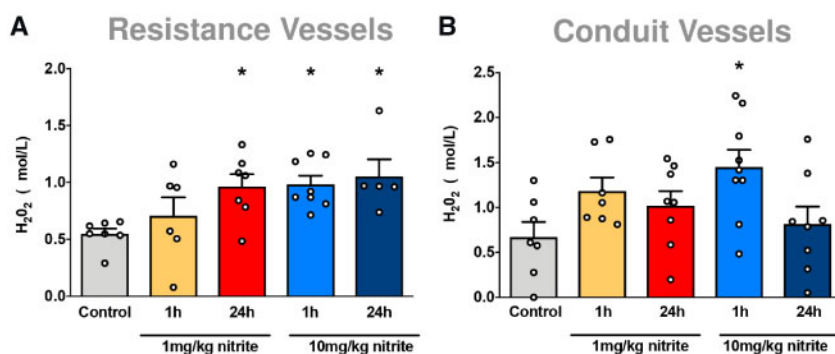 A Resistance Vessels
2.0
*
*
*
1.5
1.0
0.5
0.0
H₂0₂ ( mol/L)
Control 1h 24h 1h 24h
1mg/kg nitrite 10mg/kg nitrite
B Conduit Vessels
2.5
*
2.0
1.5
1.0
0.5
0.0
H₂0₂ ( mol/L)
Control 1h 24h 1h 24h
1mg/kg nitrite 10mg/kg nitrite